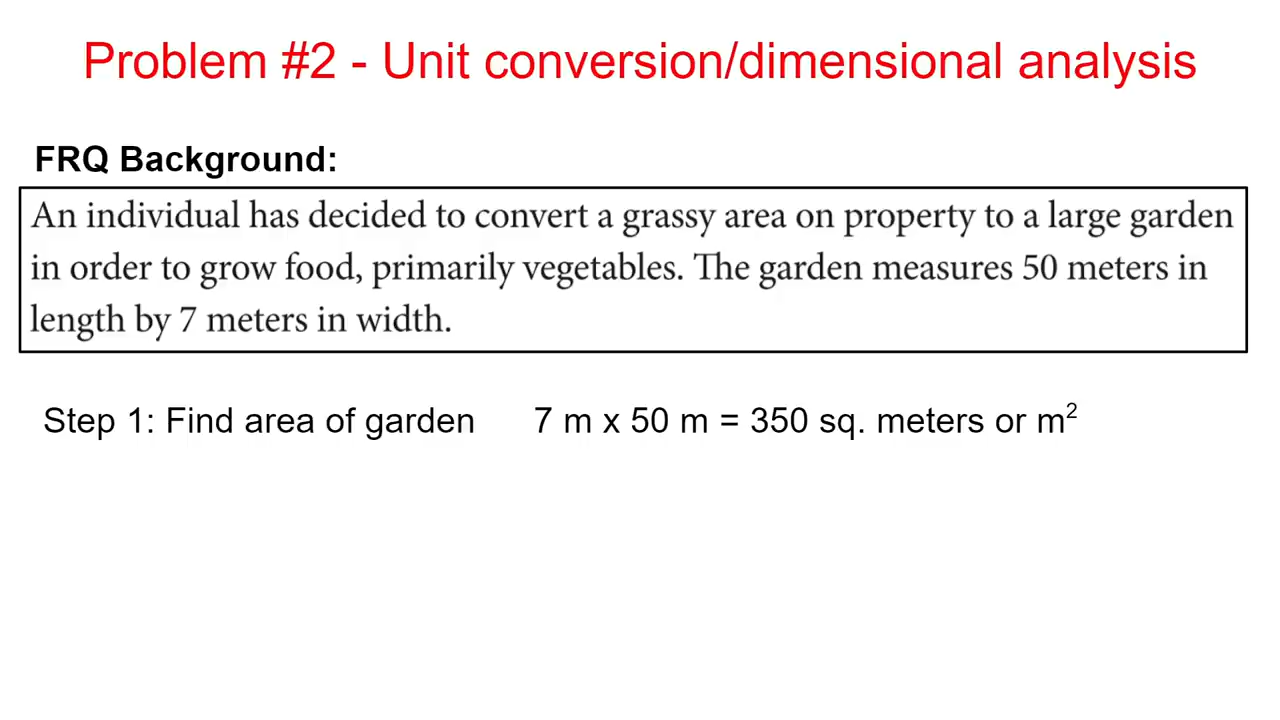 Problem #2 - Unit conversion/dimensional analysis
FRQ Background:
An individual has decided to convert a grassy area on property to a large garden
in order to grow food, primarily vegetables. The garden measures 50 meters in
length by 7 meters in width.
Step 1: Find area of garden 7 m x 50 m = 350 sq. meters or m²